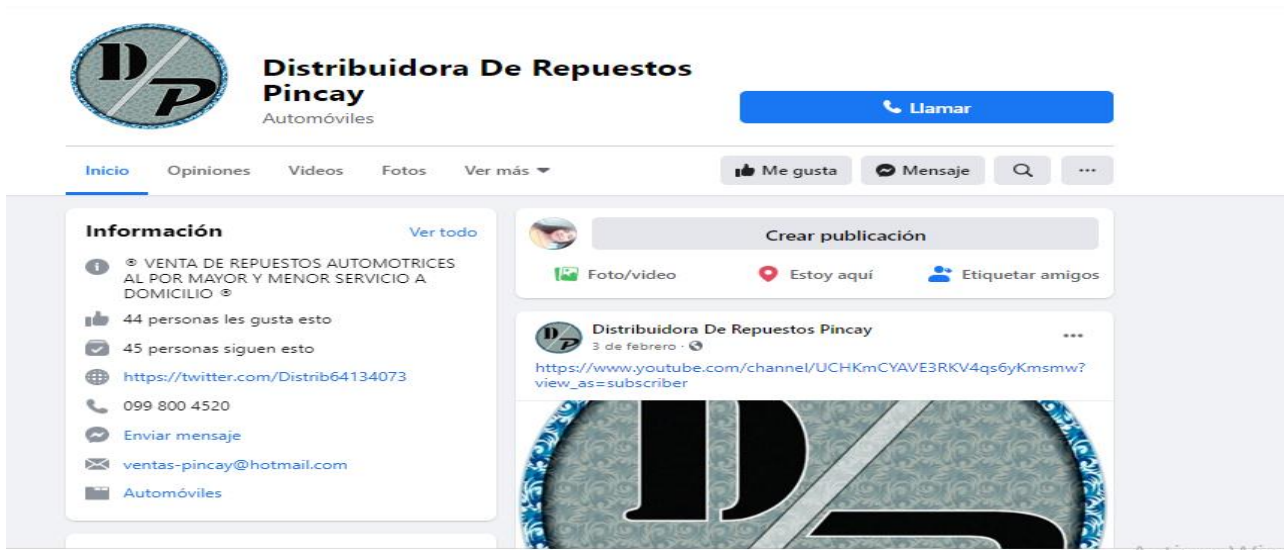 D/P
Distribuidora De Repuestos
Pincay
Automóviles
Llamar
Inicio Opiniones Videos Fotos Ver más
Me gusta Mensaje ...
Información Ver todo
® VENTA DE REPUESTOS AUTOMOTRICES
AL POR MAYOR Y MENOR SERVICIO A
DOMICILIO ®
44 personas les gusta esto
45 personas siguen esto
https://twitter.com/Distrib64134073
099 800 4520
Enviar mensaje
ventas-pincay@hotmail.com
Automóviles
Crear publicación
Foto/video Estoy aquí Etiquetar amigos
D/P
Distribuidora De Repuestos Pincay
...
3 de febrero ·
https://www.youtube.com/channel/UCHKmCYAVE3RKV4qs6yKmsmw?
view_as=subscriber
D/P